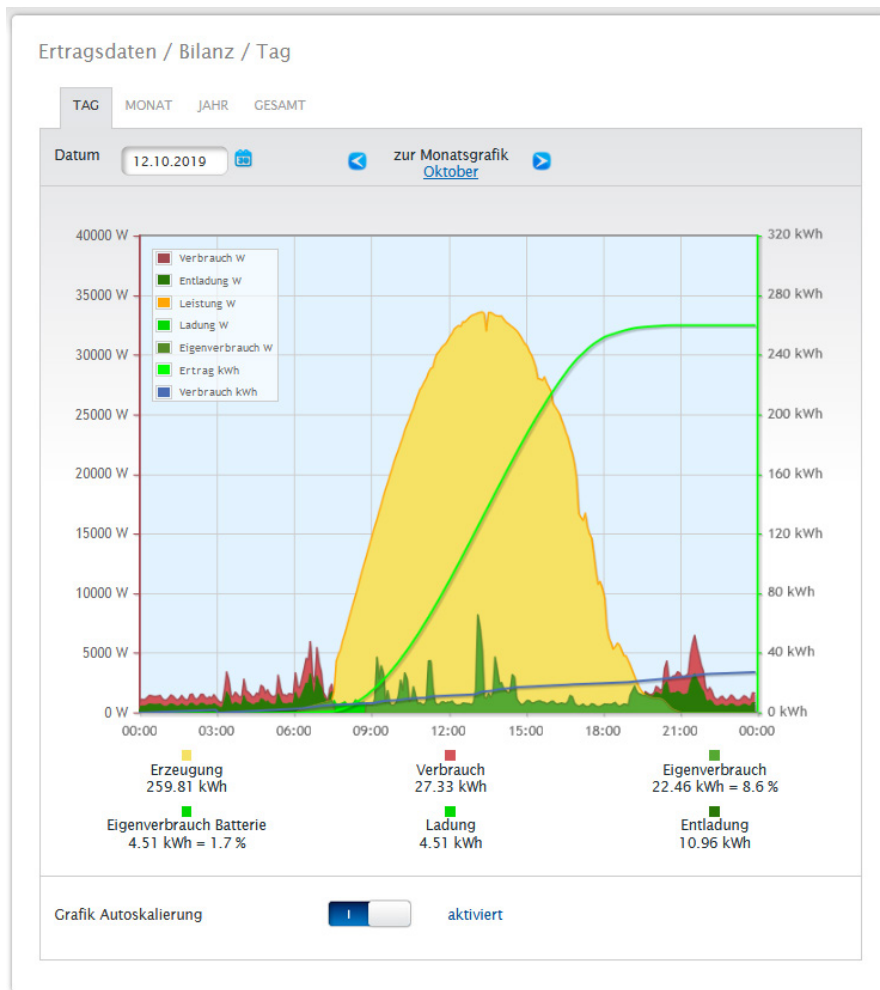 Ertragsdaten / Bilanz / Tag
TAG MONAT JAHR GESAMT
Datum 12.10.2019 30 zur Monatsgrafik
Oktober
40000 W 320 kWh
Verbrauch W
Entladung W
35000 W 280 kWh
Leistung W
Ladung W
Eigenverbrauch W
30000 W 240 kWh
Ertrag kWh
Verbrauch kWh
25000 W 200 kWh
20000 W 160 kWh
15000 W 120 kWh
10000 W 80 kWh
5000 W 40 kWh
0 W 0 kWh
00:00 03:00 06:00 09:00 12:00 15:00 18:00 21:00 00:00
Erzeugung Verbrauch Eigenverbrauch
259.81 kWh 27.33 kWh 22.46 kWh = 8.6 %
Eigenverbrauch Batterie Ladung Entladung
4.51 kWh = 1.7 % 4.51 kWh 10.96 kWh
Grafik Autoskalierung I aktiviert